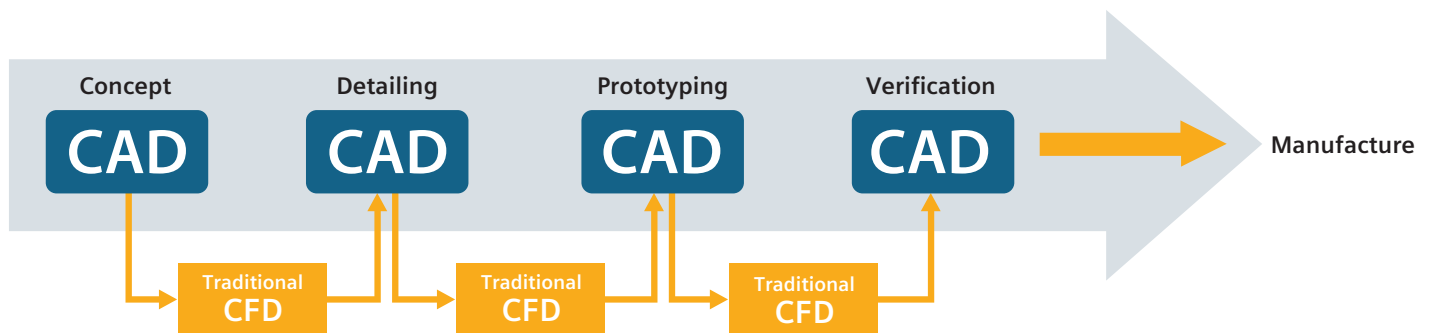 Concept
CAD
Detailing
CAD
Prototyping
CAD
Verification
CAD
Manufacture
Traditional
CFD
Traditional
CFD
Traditional
CFD